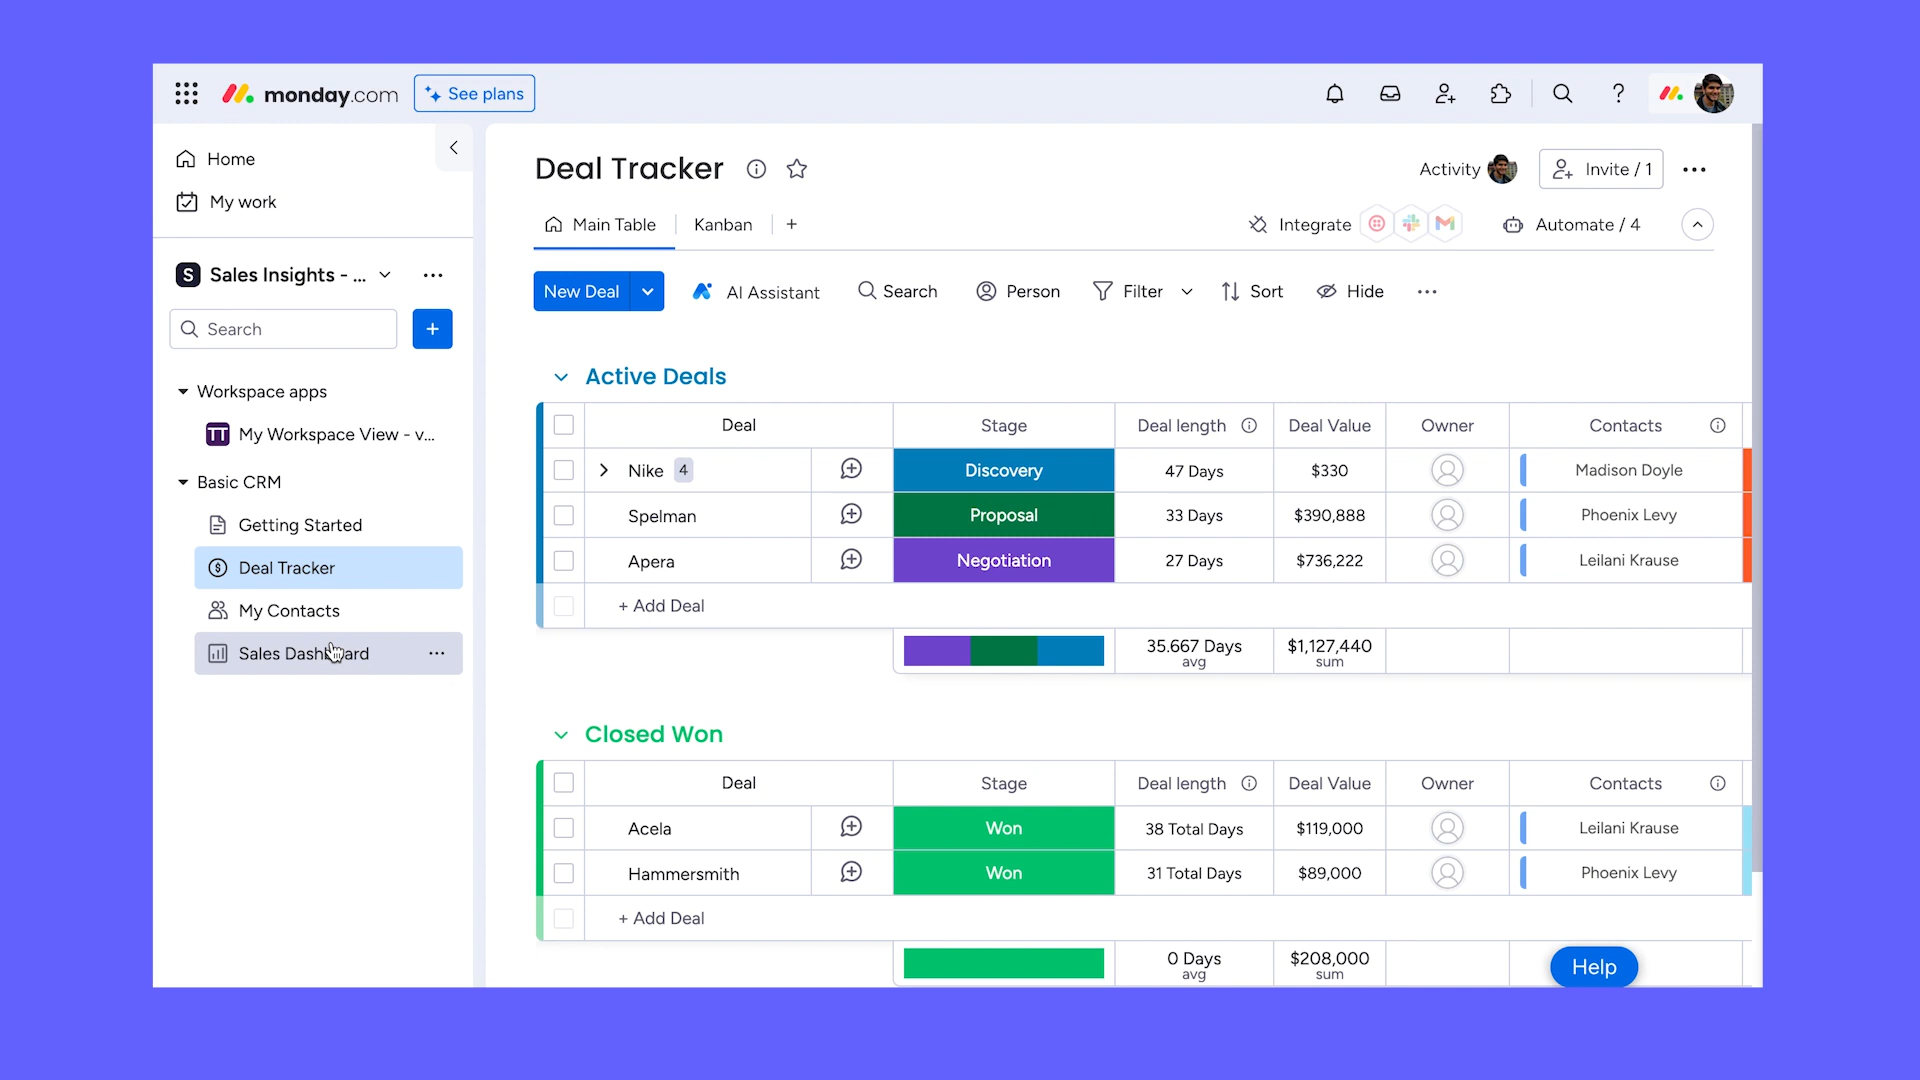 monday.com
See plans
Home
My work
S Sales Insights - ...
Search
+
Workspace apps
TT My Workspace View - v...
Basic CRM
Getting Started
Deal Tracker
My Contacts
Sales Dashboard
Deal Tracker
Activity
Invite / 1
Main Table
Kanban
+
Integrate
Automate / 4
New Deal
AI Assistant
Search
Person
Filter
Sort
Hide
Active Deals
Deal Stage Deal length Deal Value Owner Contacts
Nike 4 Discovery 47 Days $330 Madison Doyle
Spelman Proposal 33 Days $390,888 Phoenix Levy
Apera Negotiation 27 Days $736,222 Leilani Krause
+ Add Deal
35.667 Days $1,127,440
avg sum
Closed Won
Deal Stage Deal length Deal Value Owner Contacts
Acela Won 38 Total Days $119,000 Leilani Krause
Hammersmith Won 31 Total Days $89,000 Phoenix Levy
+ Add Deal
0 Days $208,000
avg sum
Help